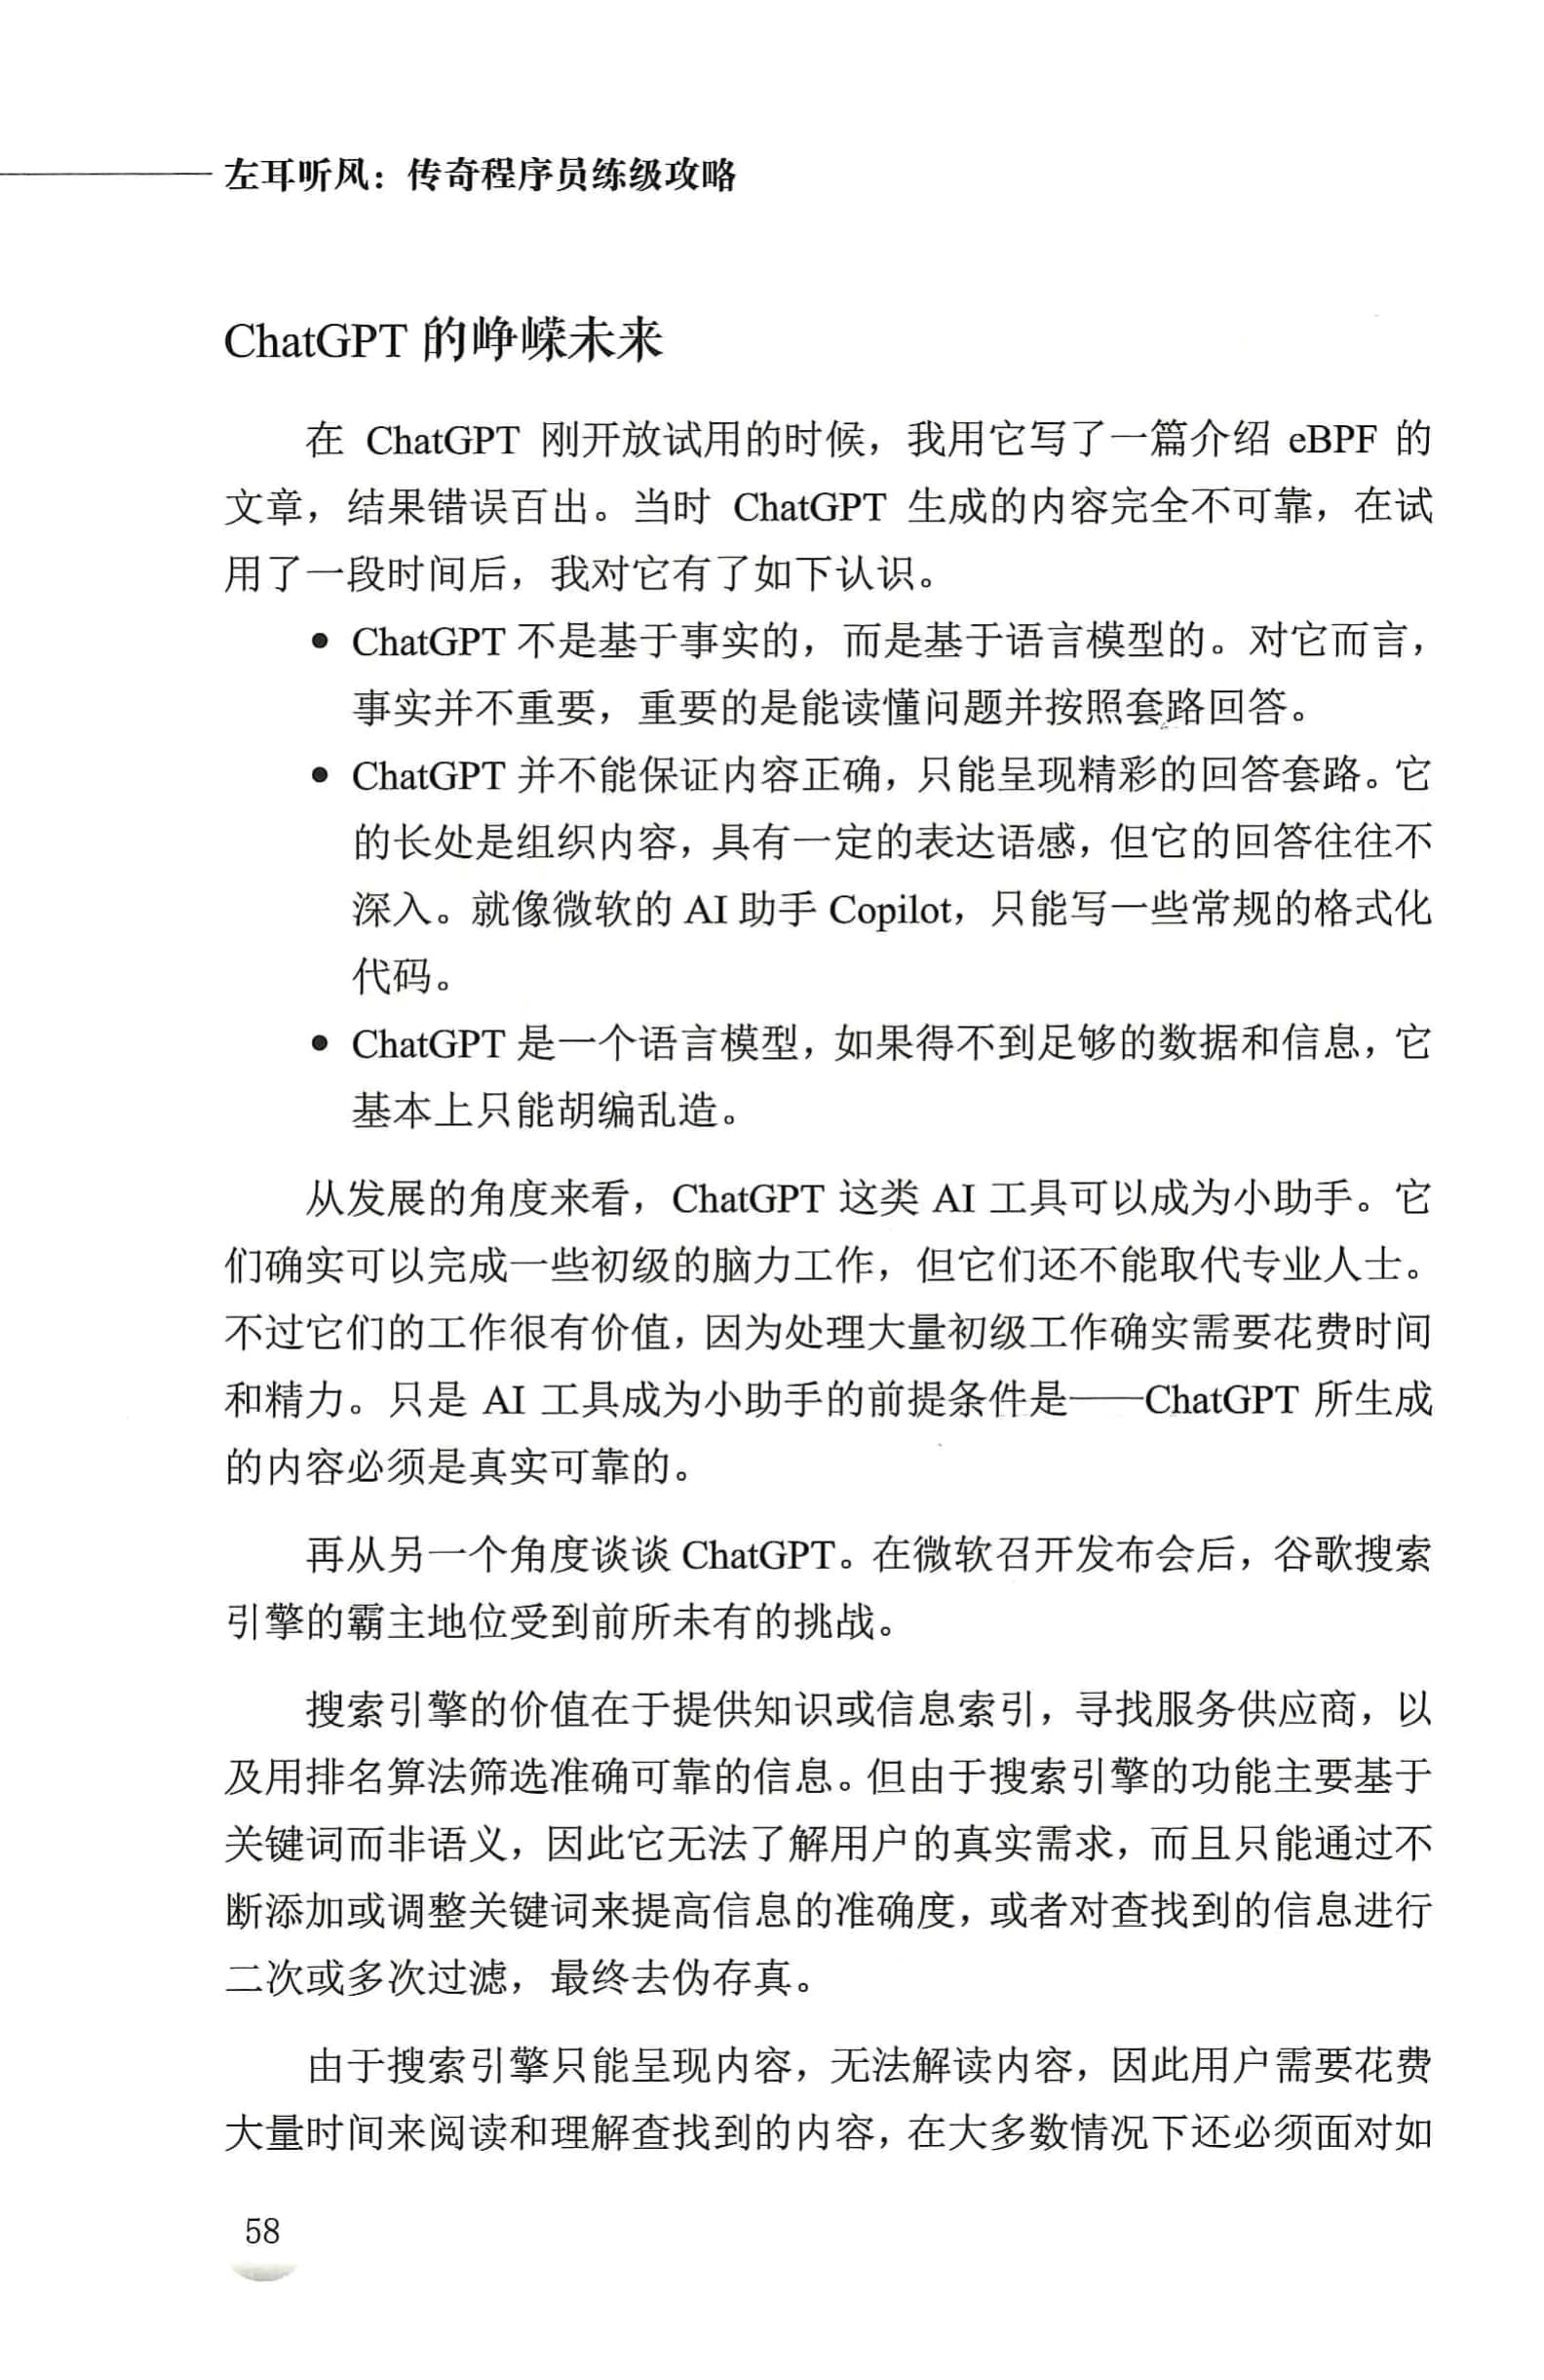 左耳听风：传奇程序员练级攻略
ChatGPT 的峥嵘未来
在 ChatGPT 刚开放试用的时候，我用它写了一篇介绍 eBPF 的
文章，结果错误百出。当时 ChatGPT 生成的内容完全不可靠，在试
用了一段时间后，我对它有了如下认识。
● ChatGPT 不是基于事实的，而是基于语言模型的。对它而言，
事实并不重要，重要的是能读懂问题并按照套路回答。
● ChatGPT 并不能保证内容正确，只能呈现精彩的回答套路。它
的长处是组织内容，具有一定的表达语感，但它的回答往往不
深入。就像微软的 AI 助手 Copilot，只能写一些常规的格式化
代码。
● ChatGPT 是一个语言模型，如果得不到足够的数据和信息，它
基本上只能胡编乱造。
从发展的角度来看，ChatGPT 这类 AI 工具可以成为小助手。它
们确实可以完成一些初级的脑力工作，但它们还不能取代专业人士。
不过它们的工作很有价值，因为处理大量初级工作确实需要花费时间
和精力。只是 AI 工具成为小助手的前提条件是——ChatGPT 所生成
的内容必须是真实可靠的。
再从另一个角度谈谈 ChatGPT。在微软召开发布会后，谷歌搜索
引擎的霸主地位受到前所未有的挑战。
搜索引擎的价值在于提供知识或信息索引，寻找服务供应商，以
及用排名算法筛选准确可靠的信息。但由于搜索引擎的功能主要基于
关键词而非语义，因此它无法了解用户的真实需求，而且只能通过不
断添加或调整关键词来提高信息的准确度，或者对查找到的信息进行
二次或多次过滤，最终去伪存真。
由于搜索引擎只能呈现内容，无法解读内容，因此用户需要花费
大量时间来阅读和理解查找到的内容，在大多数情况下还必须面对如
58